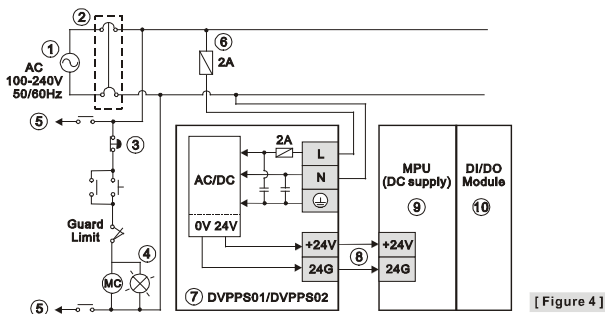 ②
①
AC
100-240V
50/60Hz
⑥
2A
⑤
③
Guard
Limit
④
MC
⑤
2A
AC/DC
0V 24V
L
N
+24V
24G
⑦ DVPPS01/DVPPS02
⑧
MPU
(DC supply)
⑨
+24V
24G
DI/DO
Module
⑩
[ Figure 4 ]